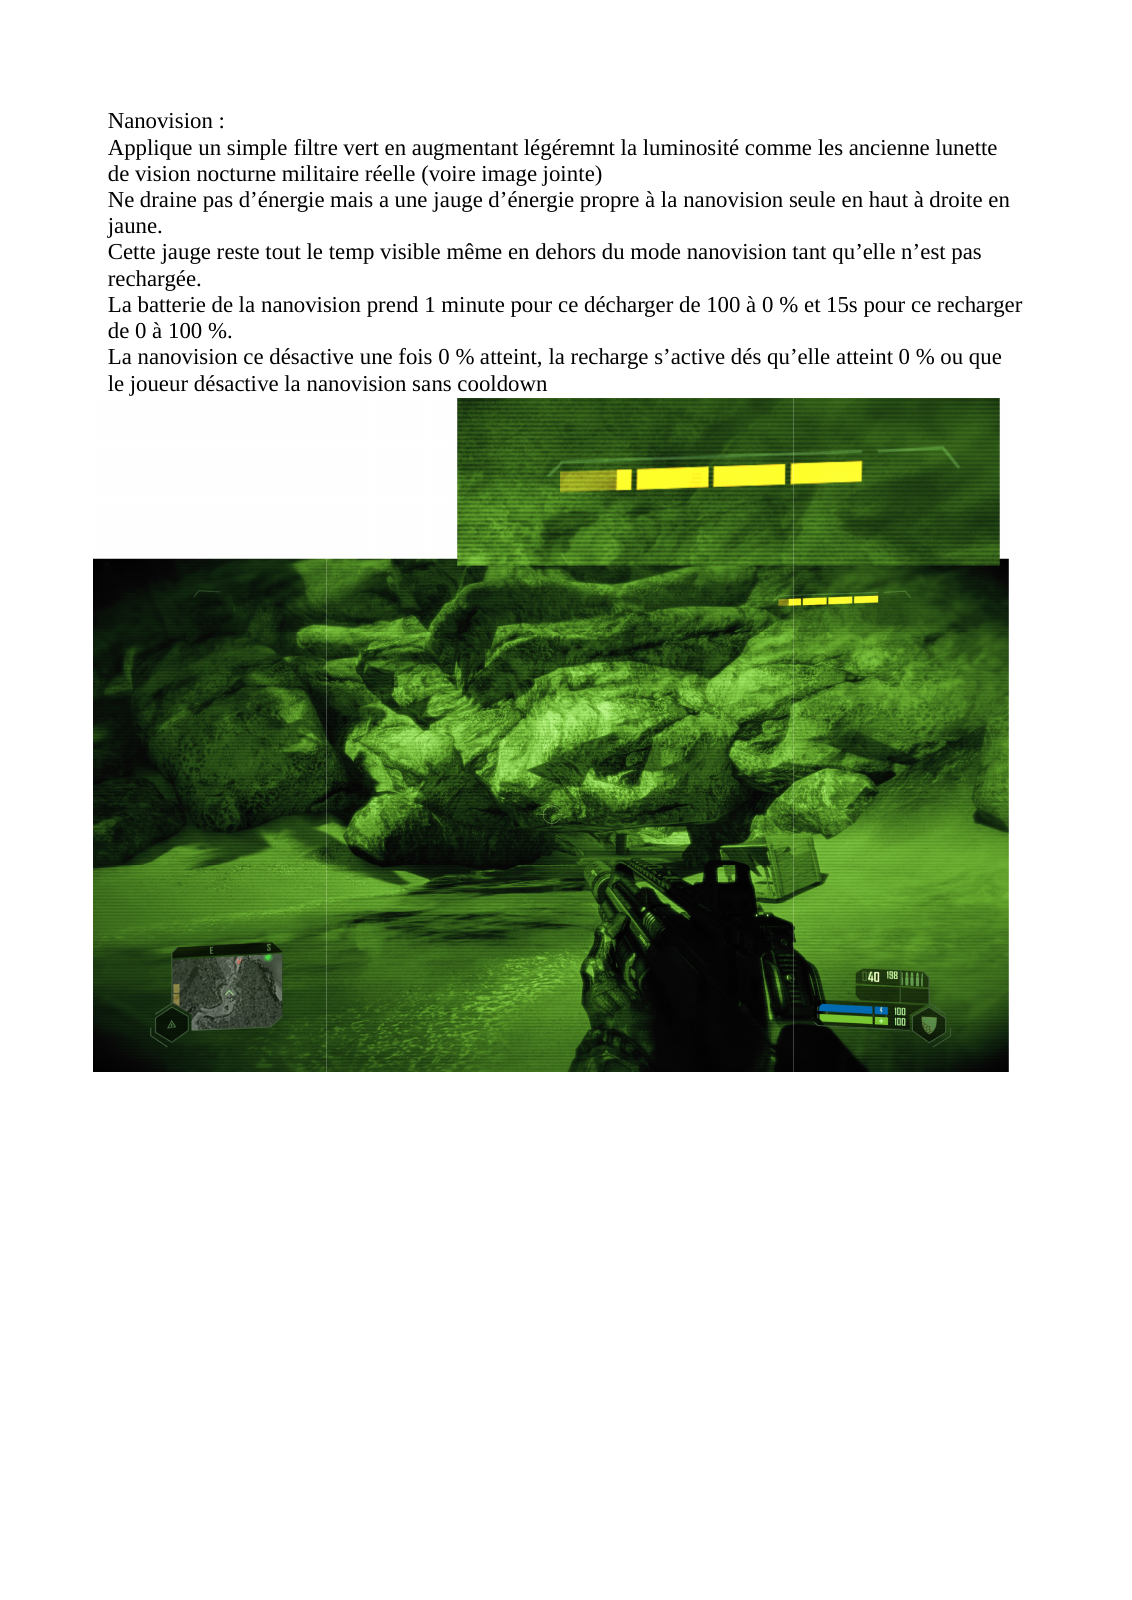 Nanovision :
Applique un simple filtre vert en augmentant légéremnt la luminosité comme les ancienne lunette
de vision nocturne militaire réelle (voire image jointe)
Ne draine pas d’énergie mais a une jauge d’énergie propre à la nanovision seule en haut à droite en
jaune.
Cette jauge reste tout le temp visible même en dehors du mode nanovision tant qu’elle n’est pas
rechargée.
La batterie de la nanovision prend 1 minute pour ce décharger de 100 à 0 % et 15s pour ce recharger
de 0 à 100 %.
La nanovision ce désactive une fois 0 % atteint, la recharge s’active dés qu’elle atteint 0 % ou que
le joueur désactive la nanovision sans cooldown
E S
40 198
100
100